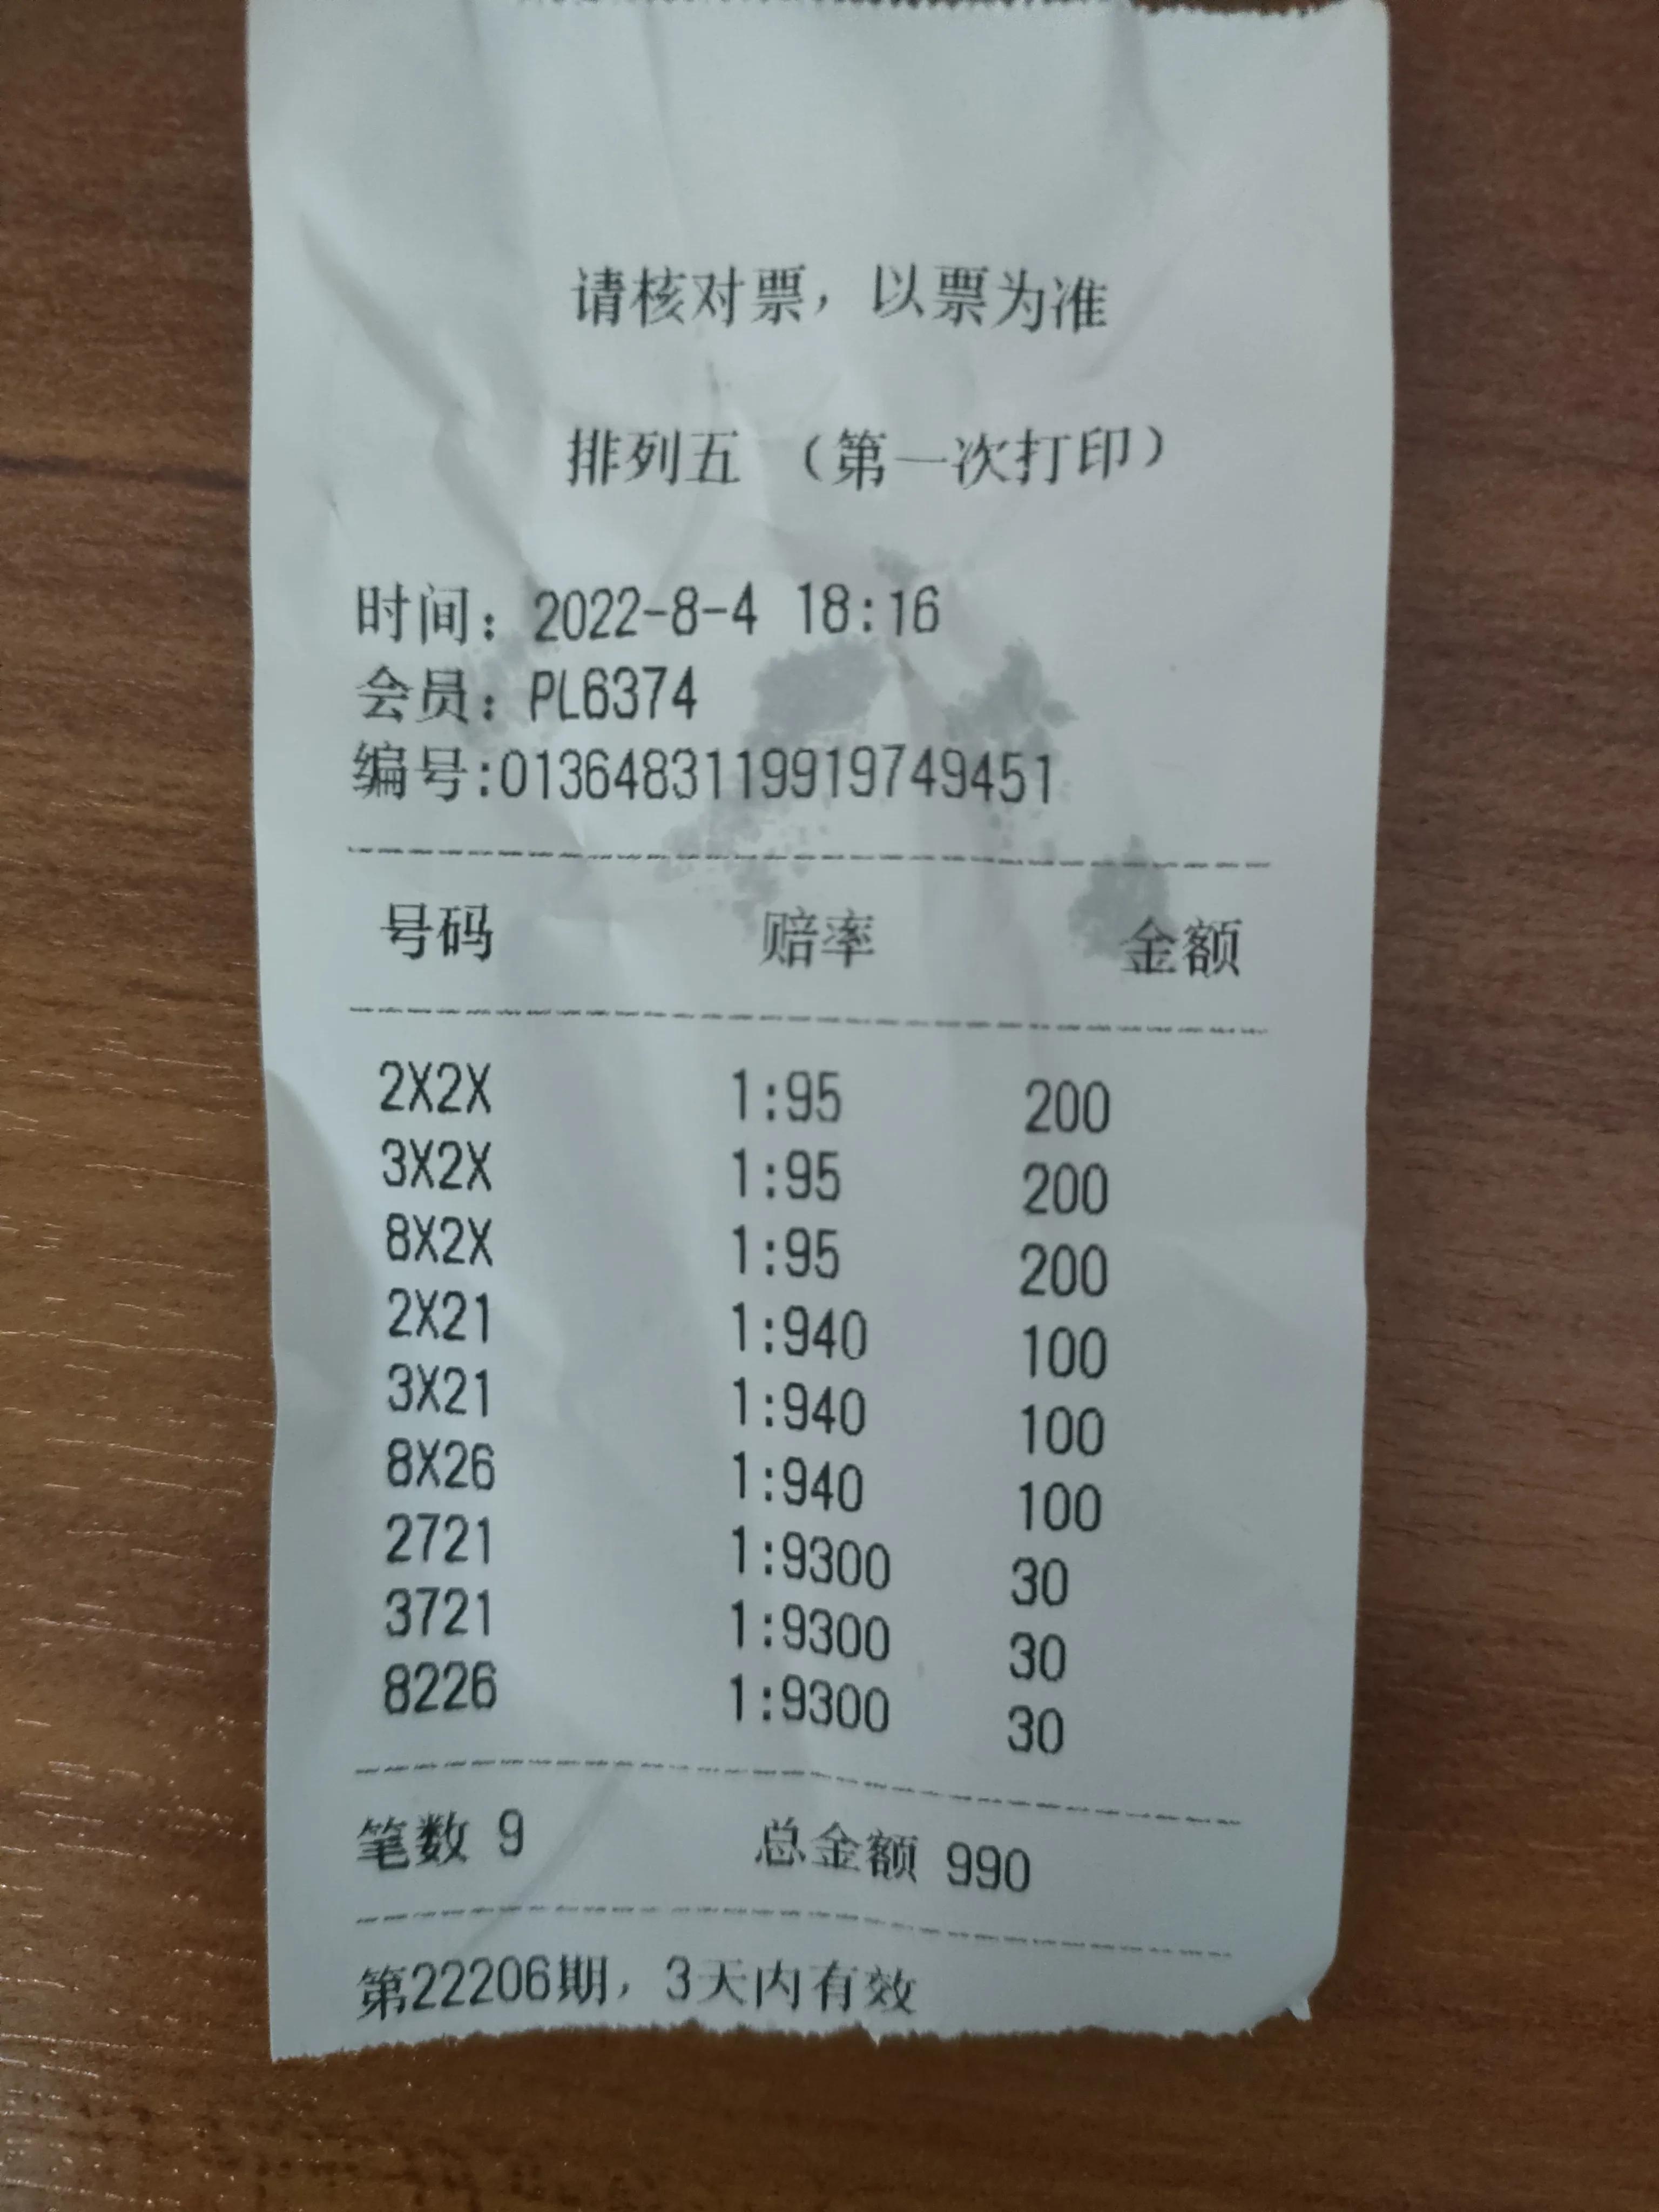 请核对票，以票为准
排列五 （第一次打印）
时间：2022-8-4 18:16
会员：PL6374
编号:0136483119919749451
号码 赔率 金额
2X2X 1:95 200
3X2X 1:95 200
8X2X 1:95 200
2X21 1:940 100
3X21 1:940 100
8X26 1:940 100
2721 1:9300 30
3721 1:9300 30
8226 1:9300 30
笔数 9 总金额 990
第22206期，3天内有效